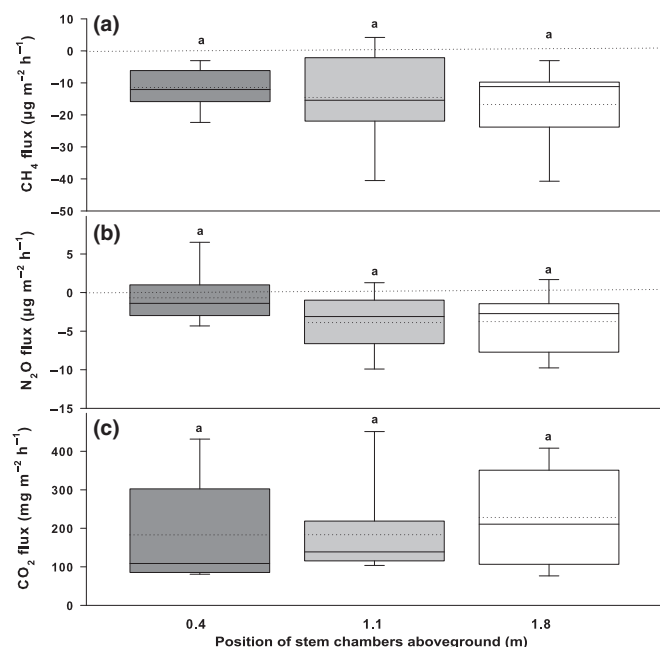 (a)
CH₄ flux (µg m⁻² h⁻¹)
10
0
−10
−20
−30
−40
−50
a a a
(b)
N₂O flux (µg m⁻² h⁻¹)
5
0
−5
−10
−15
a a a
(c)
CO₂ flux (mg m⁻² h⁻¹)
400
300
200
100
0
a a a
0.4 1.1 1.8
Position of stem chambers aboveground (m)